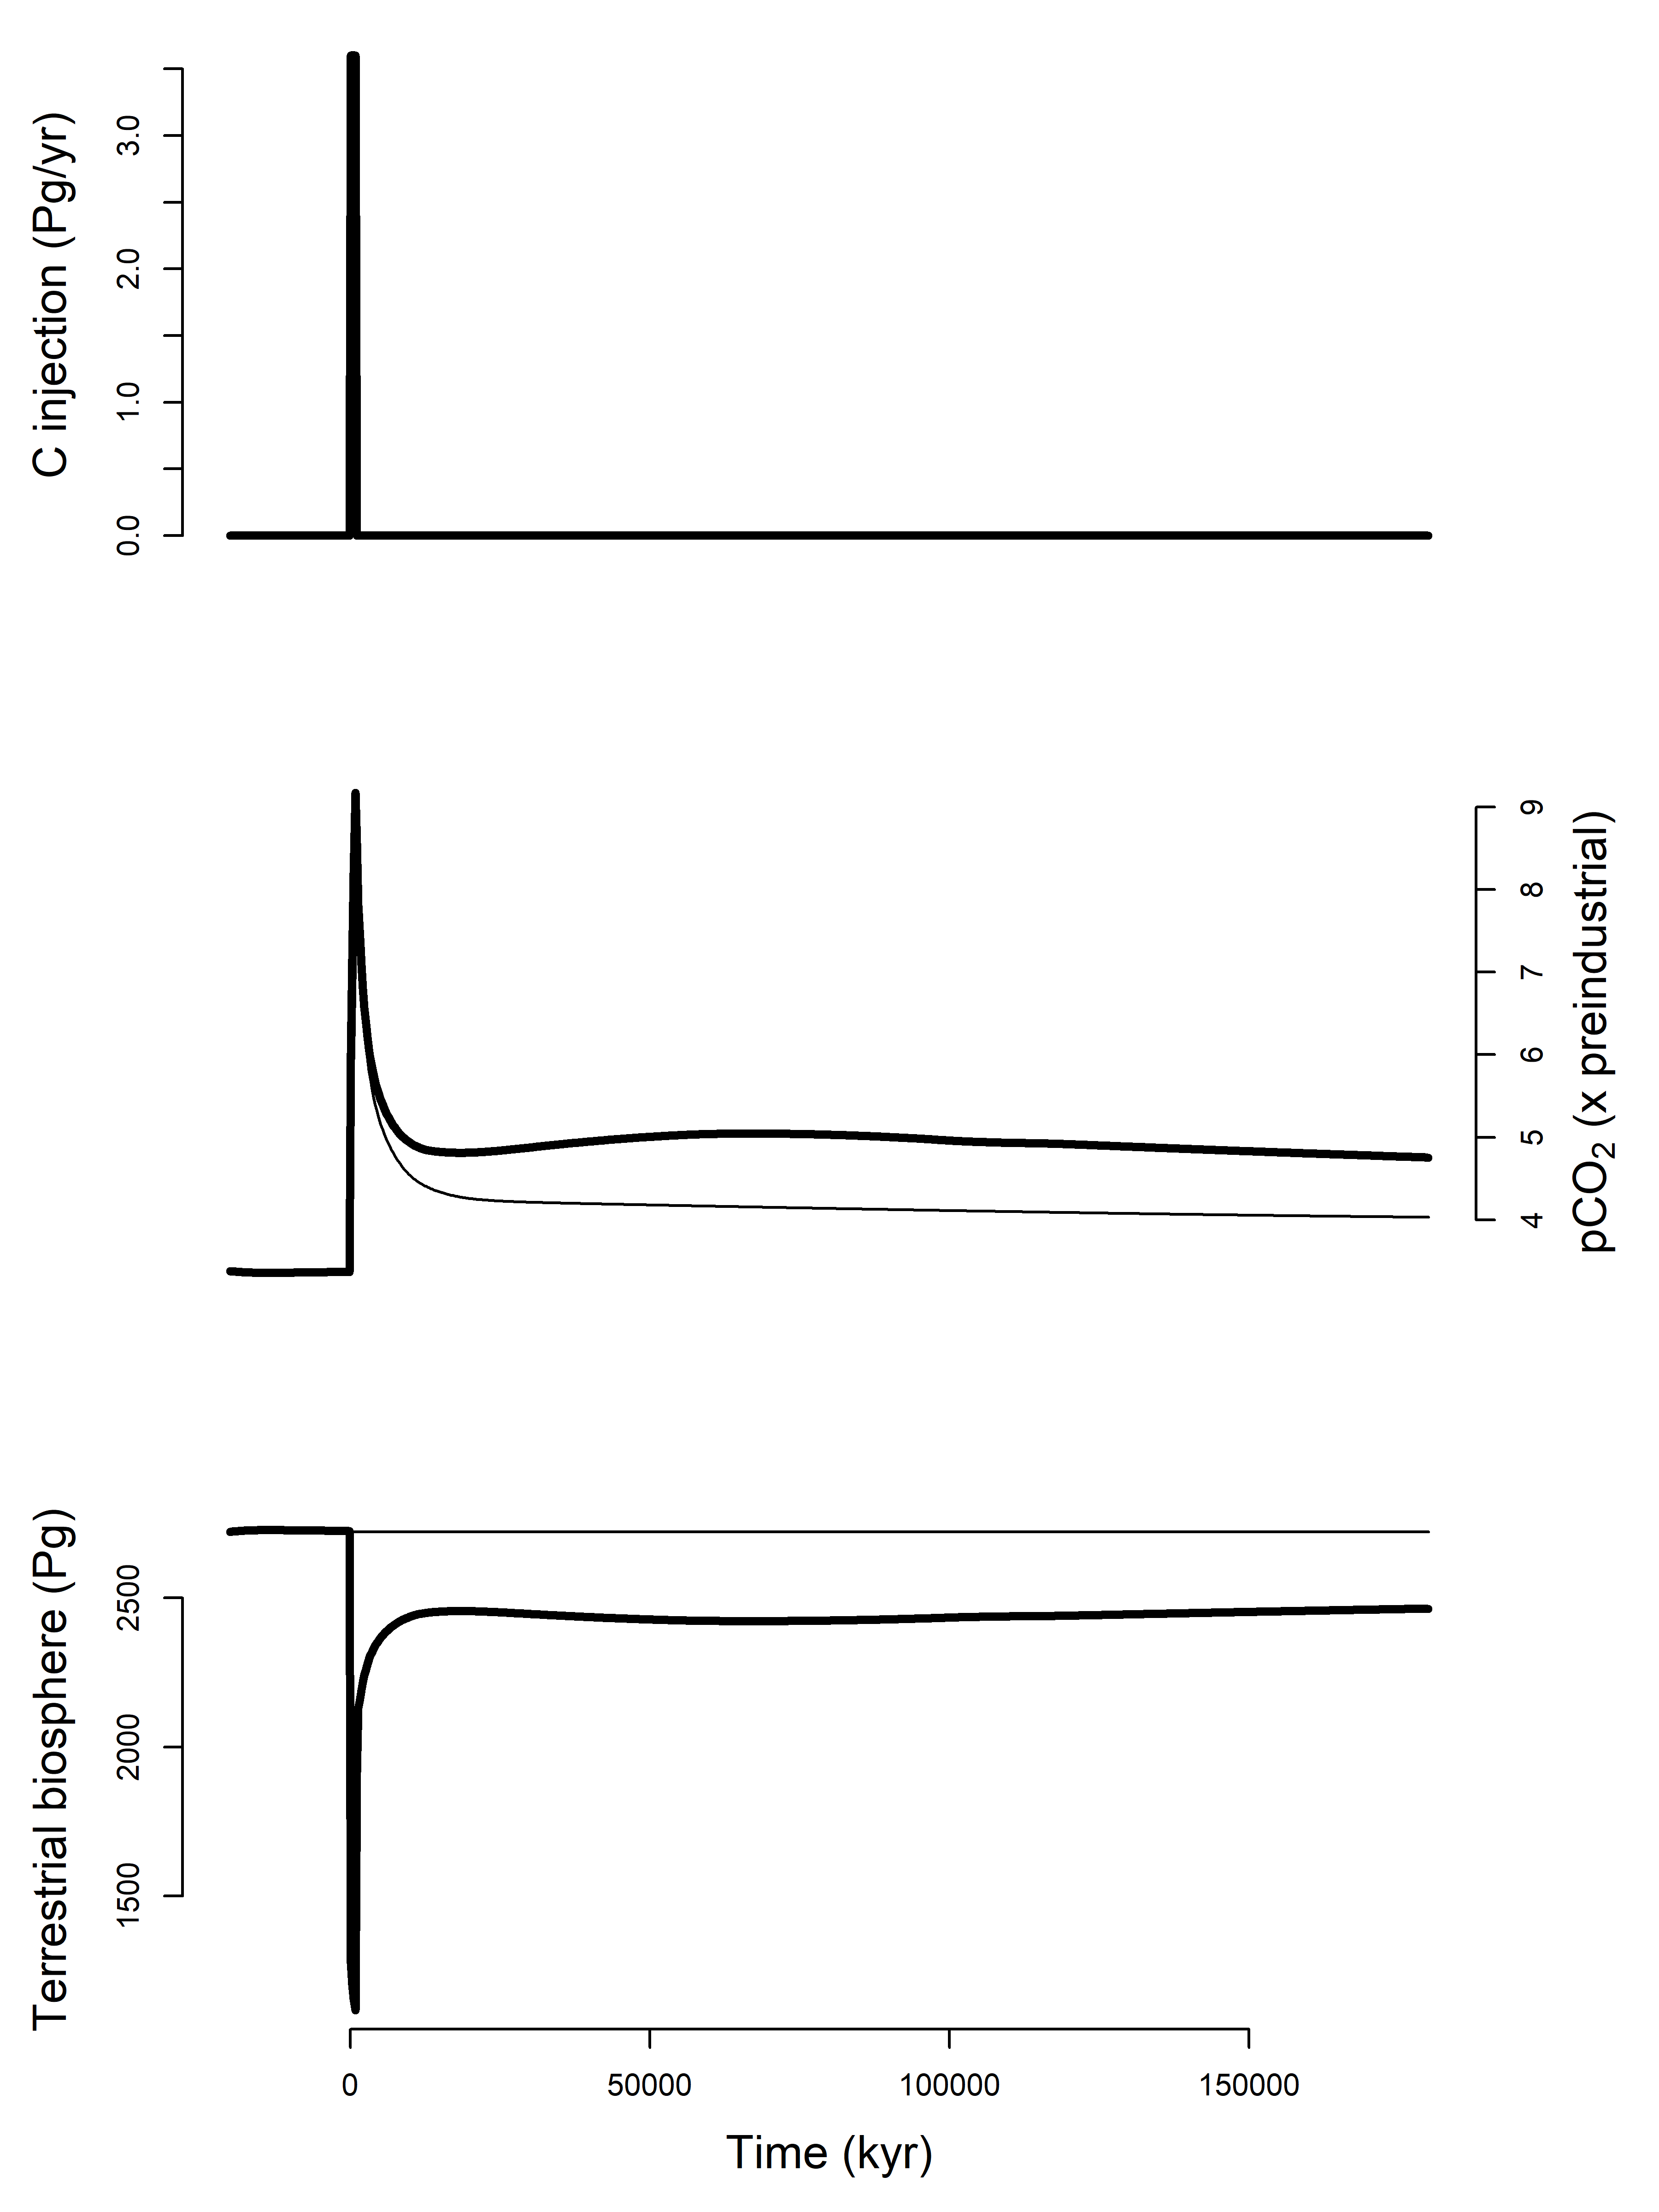 C injection (Pg/yr)
3.0
2.0
1.0
0.0
pCO₂ (x preindustrial)
9
8
7
6
5
4
Terrestrial biosphere (Pg)
2500
2000
1500
0 50000 100000 150000
Time (kyr)